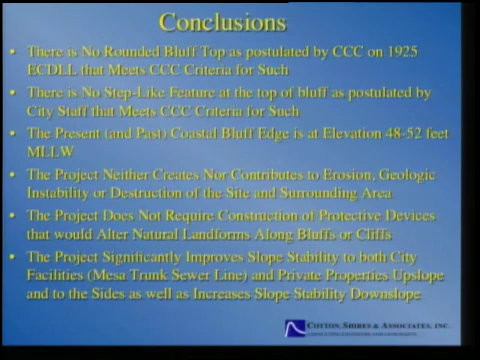 Conclusions
• There is No Rounded Bluff Top as postulated by CCC on 1925
ECDLL that Meets CCC Criteria for Such
• There is No Step-Like Feature at the top of bluff as postulated by
City Staff that Meets CCC Criteria for Such
• The Present (and Past) Coastal Bluff Edge is at Elevation 48-52 feet
MLLW
• The Project Neither Creates Nor Contributes to Erosion, Geologic
Instability or Destruction of the Site and Surrounding Area
• The Project Does Not Require Construction of Protective Devices
that would Alter Natural Landforms Along Bluffs or Cliffs
• The Project Significantly Improves Slope Stability to both City
Facilities (Mesa Trunk Sewer Line) and Private Properties Upslope
and to the Sides as well as Increases Slope Stability Downslope
COTTON, SHIRES & ASSOCIATES, INC.